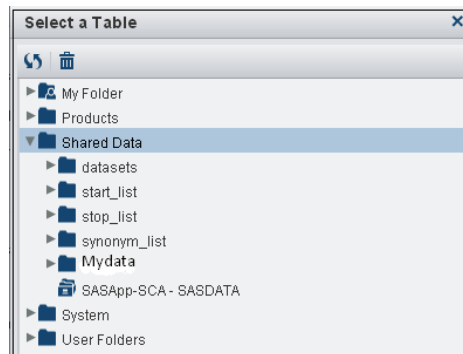 Select a Table
My Folder
Products
Shared Data
datasets
start_list
stop_list
synonym_list
Mydata
SASApp-SCA - SASDATA
System
User Folders